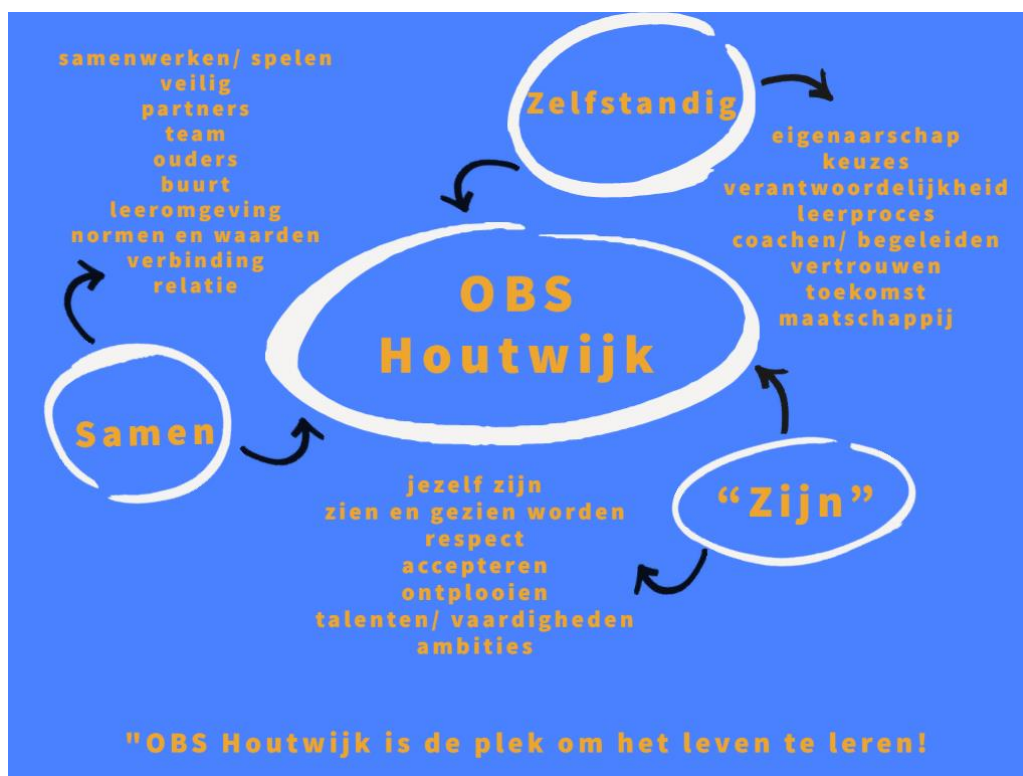 samenwerken/ spelen
veilig
partners
team
ouders
buurt
leeromgeving
normen en waarden
verbinding
relatie
Zelfstandig
eigenaarschap
keuzes
verantwoordelijkheid
leerproces
coachen/ begeleiden
vertrouwen
toekomst
maatschappij
OBS
Houtwijk
Samen
"Zijn"
jezelf zijn
zien en gezien worden
respect
accepteren
ontplooien
talenten/ vaardigheden
ambities
"OBS Houtwijk is de plek om het leven te leren!